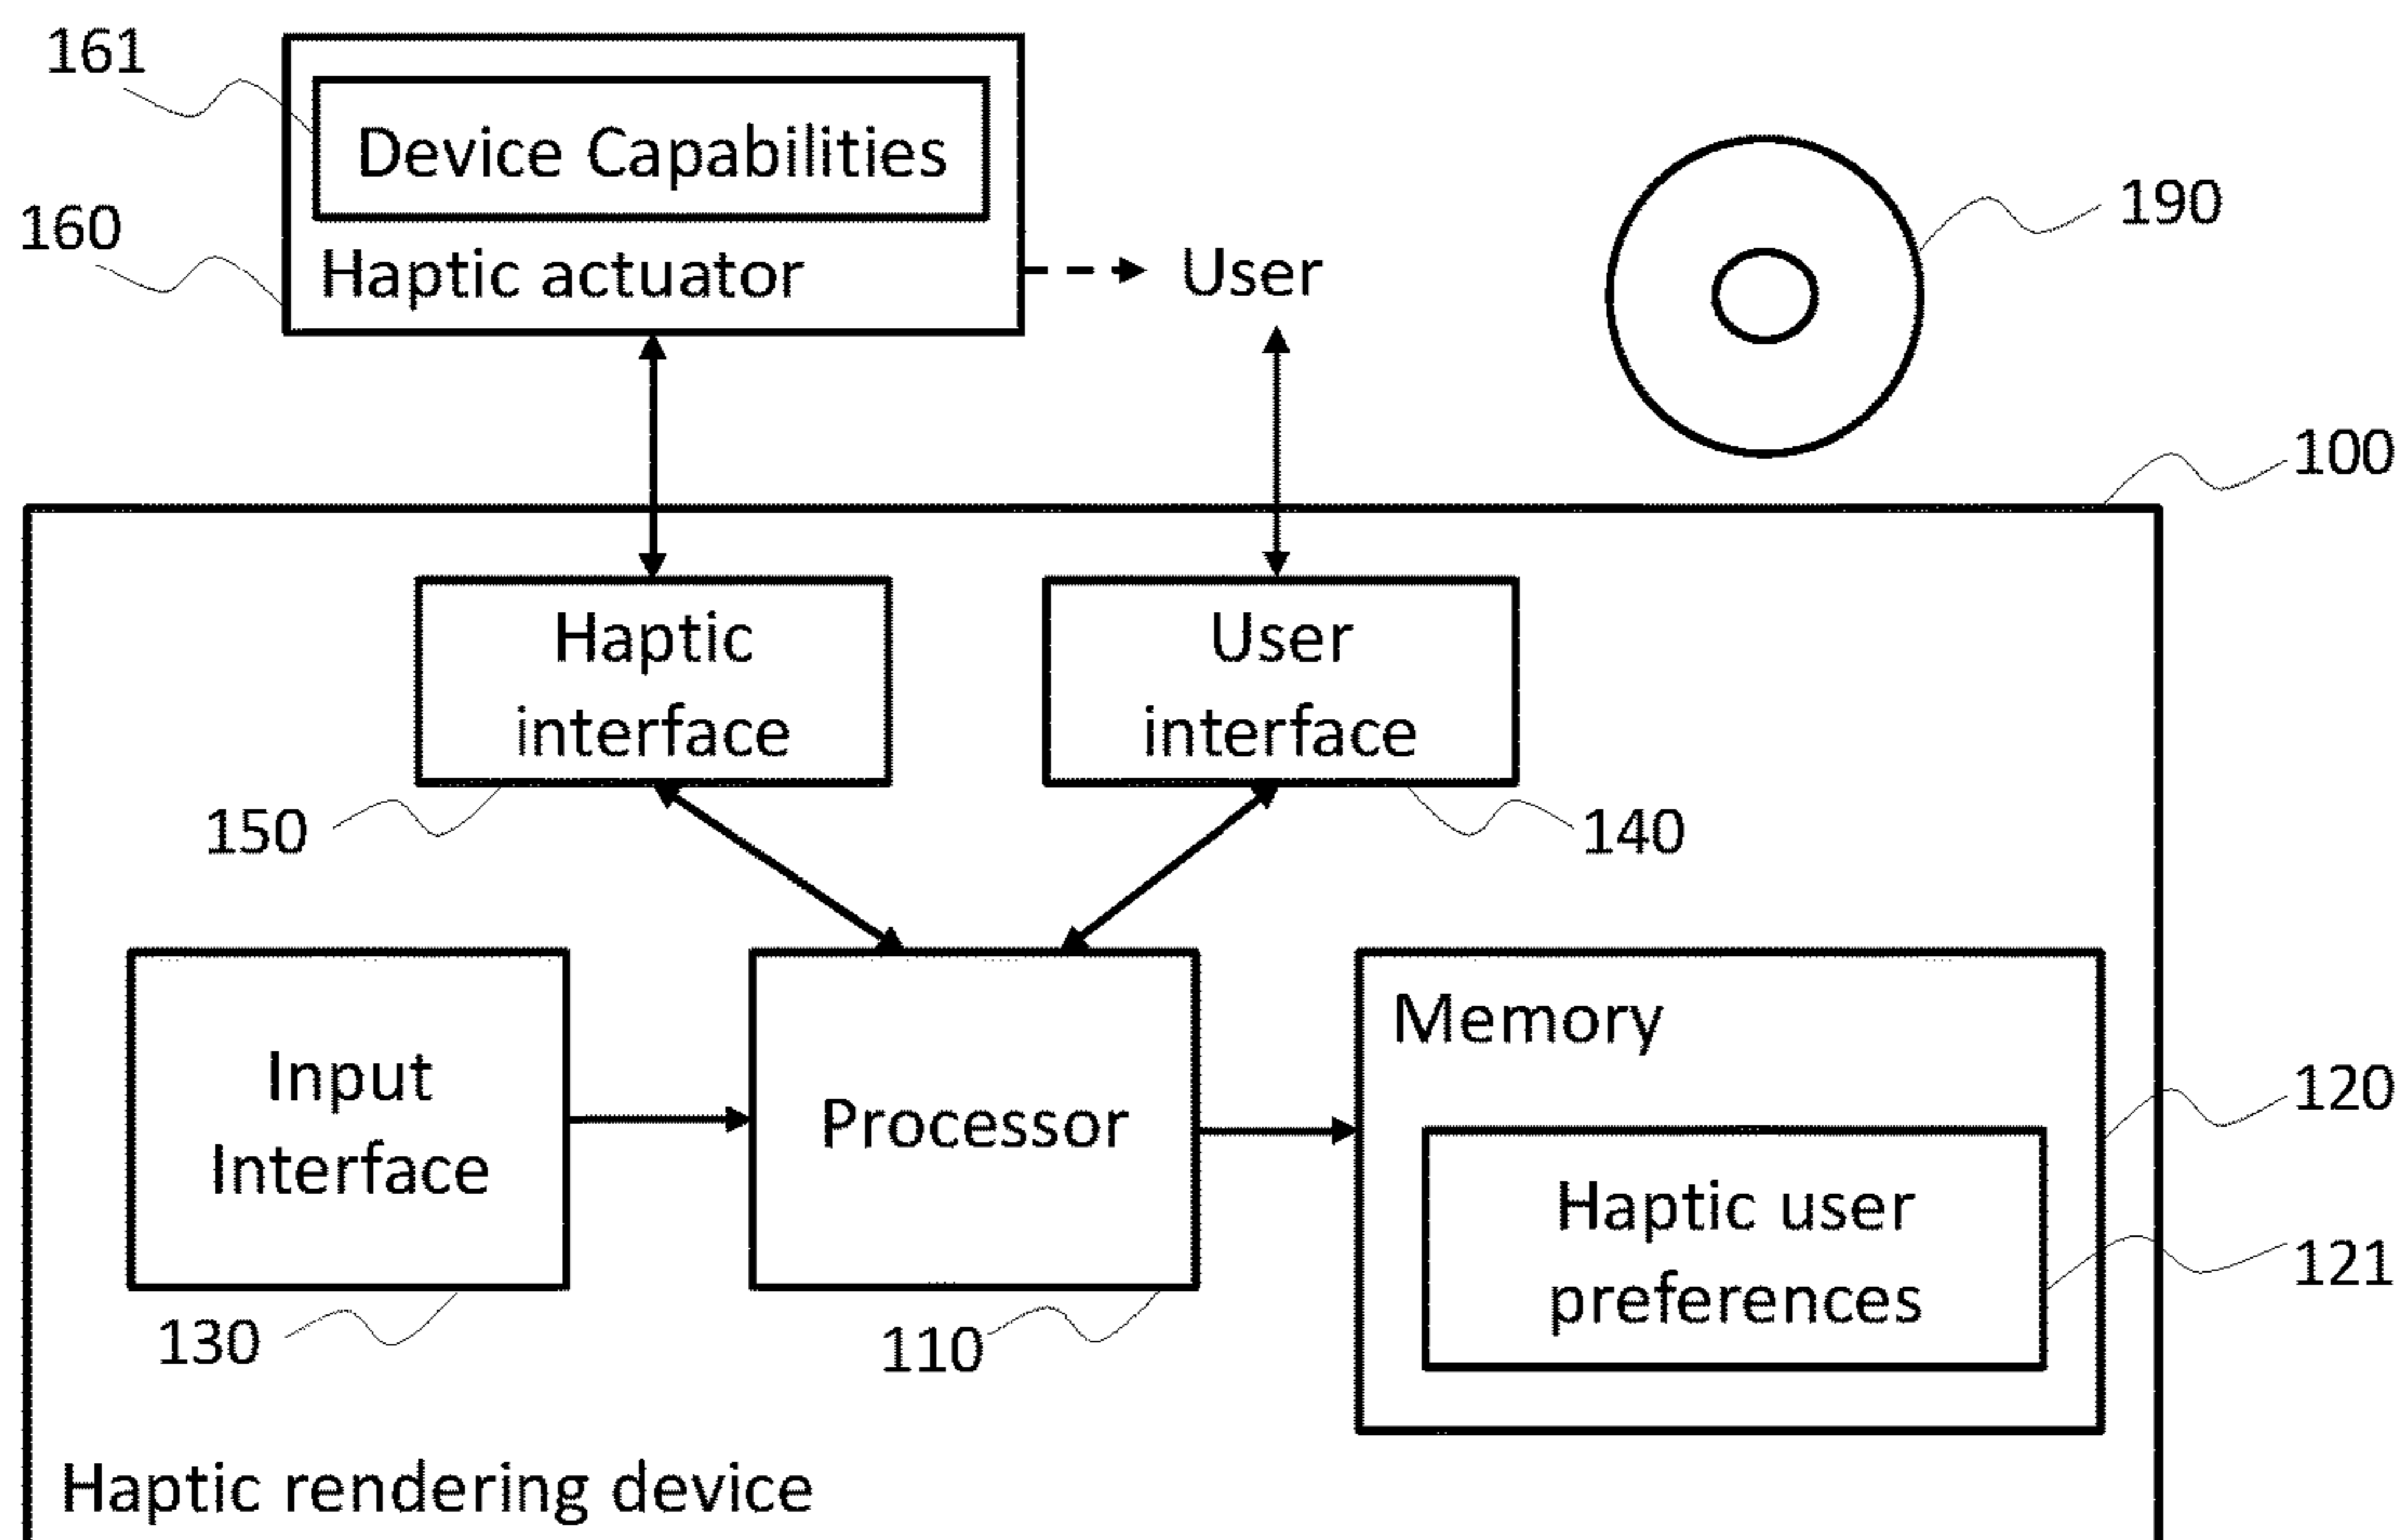 161
Device Capabilities
190
160
Haptic actuator
User
100
Haptic
interface
User
interface
150
140
Input
Interface
Processor
Memory
120
Haptic user
preferences
121
130
110
Haptic rendering device